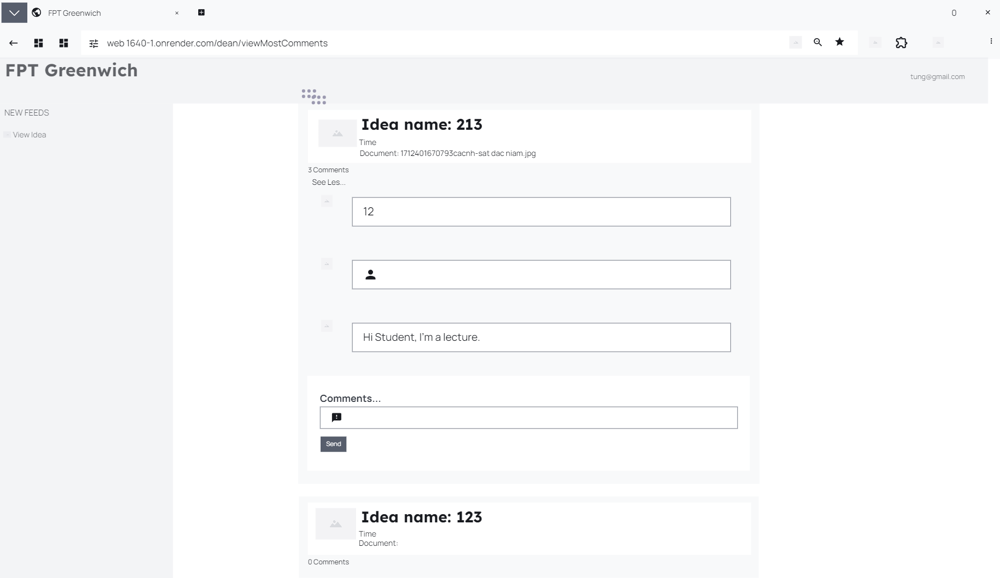 FPT Greenwich
0
web 1640-1.onrender.com/dean/viewMostComments
FPT Greenwich
tung@gmail.com
NEW FEEDS
View Idea
Idea name: 213
Time
Document: 1712401670793cacnh-sat dac niam.jpg
3 Comments
See Les...
12
Hi Student, I'm a lecture.
Comments...
Send
Idea name: 123
Time
Document:
0 Comments